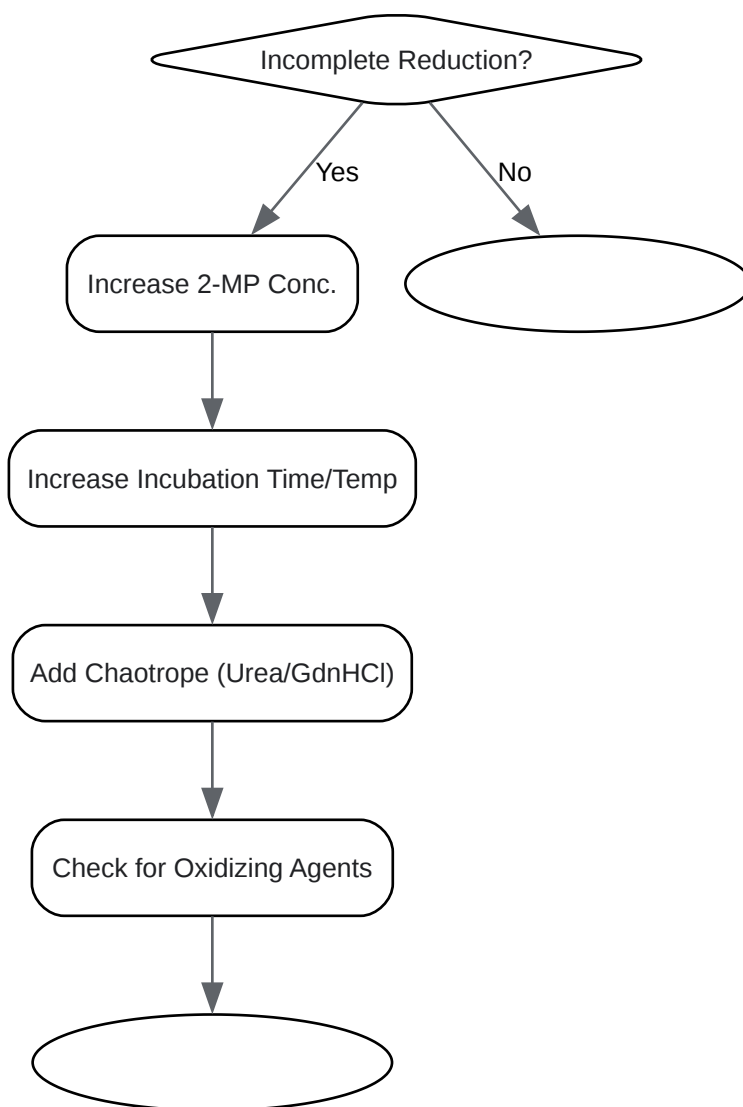 Incomplete Reduction?
Yes
No
Increase 2-MP Conc.
Increase Incubation Time/Temp
Add Chaotrope (Urea/GdnHCl)
Check for Oxidizing Agents